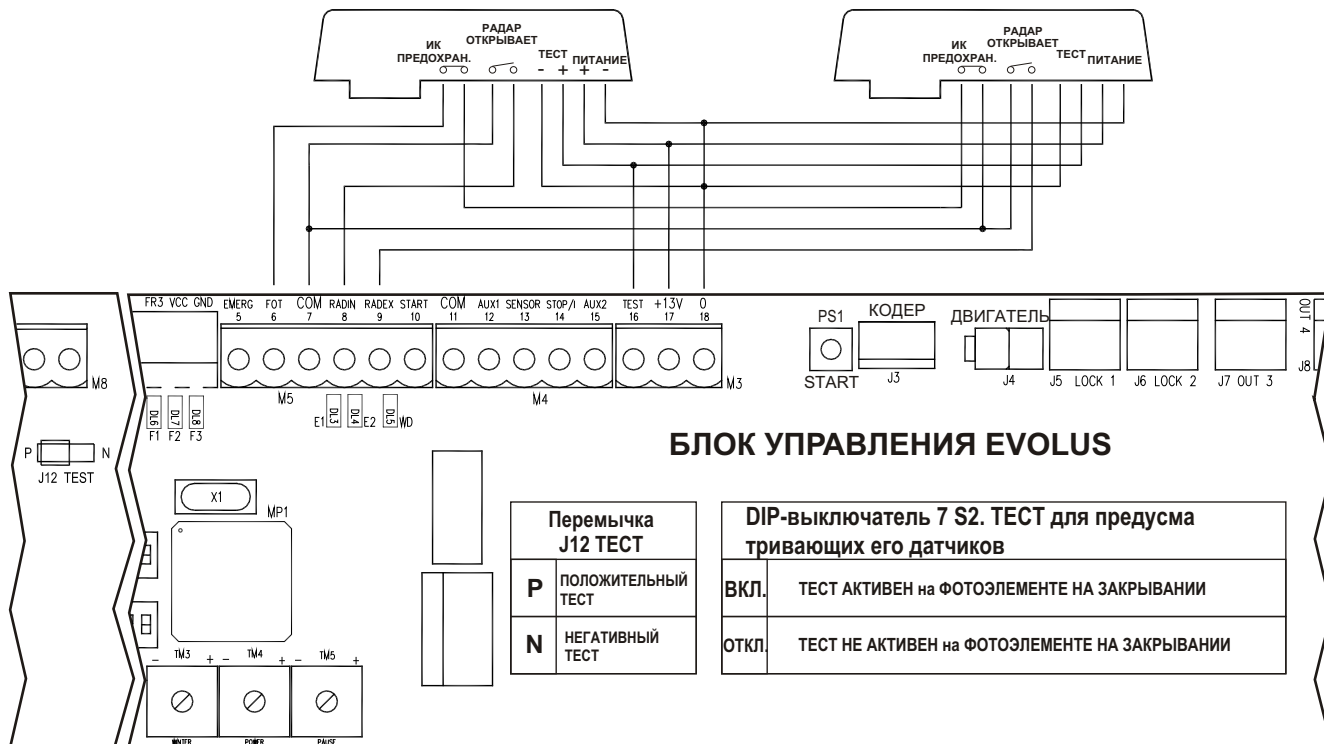 ИК
ПРЕДОХРАН.
РАДАР
ОТКРЫВАЕТ
ТЕСТ
ПИТАНИЕ
- + + -
ИК
ПРЕДОХРАН.
РАДАР
ОТКРЫВАЕТ
ТЕСТ
ПИТАНИЕ
FR3 VCC GND
EMERG FOT COM RADIN RADEX START
5 6 7 8 9 10
COM AUX1 SENSOR STOP/I AUX2
11 12 13 14 15
TEST +13V 0
16 17 18
M8
M5
M4
M3
PS1
START
КОДЕР
J3
ДВИГАТЕЛЬ
J4
J5 LOCK 1
J6 LOCK 2
J7 OUT 3
OUT 4
J8
DL6 DL7 DL8
F1 F2 F3
E1 DL3 DL4 E2 DL5 WD
P N
J12 TEST
X1
MP1
БЛОК УПРАВЛЕНИЯ EVOLUS
Перемычка
J12 ТЕСТ
P ПОЛОЖИТЕЛЬНЫЙ
ТЕСТ
N НЕГАТИВНЫЙ
ТЕСТ
DIP-выключатель 7 S2. ТЕСТ для предусма
тривающих его датчиков
ВКЛ. ТЕСТ АКТИВЕН на ФОТОЭЛЕМЕНТЕ НА ЗАКРЫВАНИИ
ОТКЛ. ТЕСТ НЕ АКТИВЕН на ФОТОЭЛЕМЕНТЕ НА ЗАКРЫВАНИИ
- TM3 + - TM4 + - TM5 +
POWER PAUSE